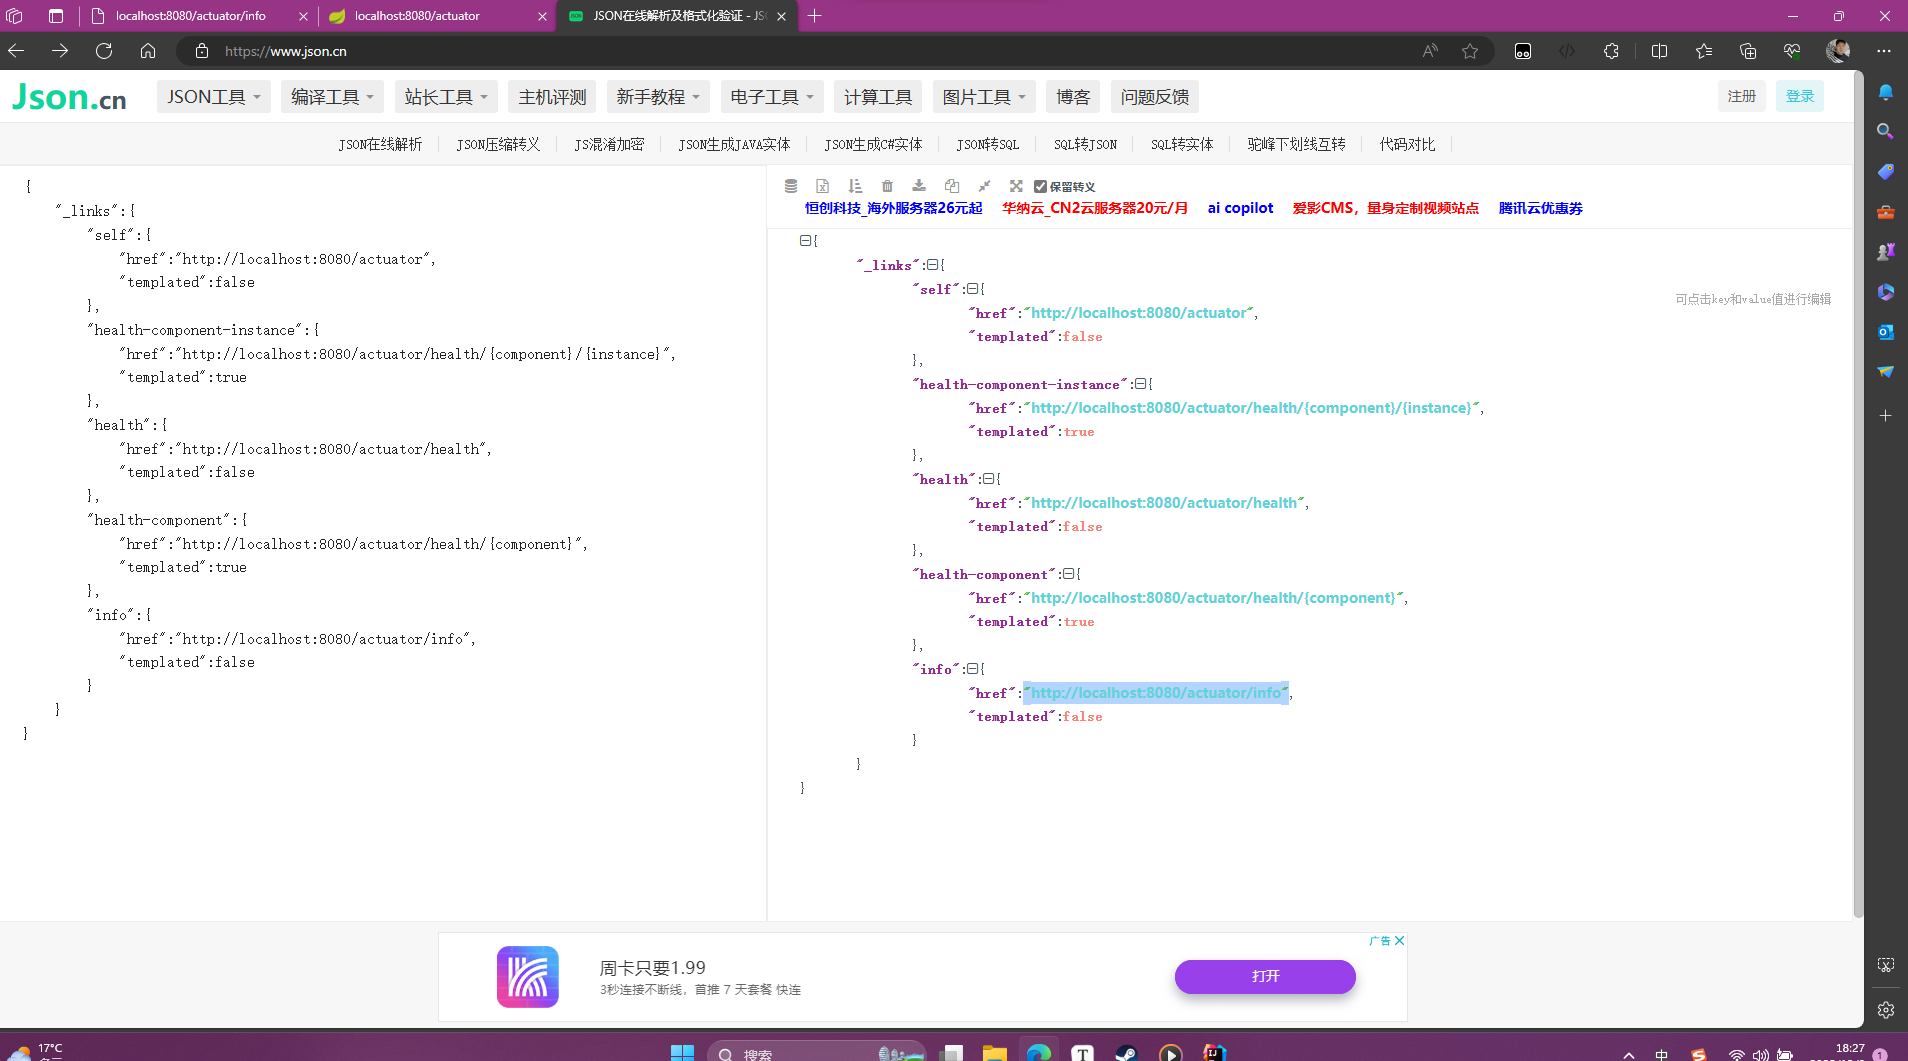 localhost:8080/actuator/info
localhost:8080/actuator
JSON在线解析及格式化验证 - JS
https://www.json.cn
Json.cn
JSON工具
编译工具
站长工具
主机评测
新手教程
电子工具
计算工具
图片工具
博客
问题反馈
注册
登录
JSON在线解析
JSON压缩转义
JS混淆加密
JSON生成JAVA实体
JSON生成C#实体
JSON转SQL
SQL转JSON
SQL转实体
驼峰下划线互转
代码对比
{
"_links":{
"self":{
"href":"http://localhost:8080/actuator",
"templated":false
},
"health-component-instance":{
"href":"http://localhost:8080/actuator/health/{component}/{instance}",
"templated":true
},
"health":{
"href":"http://localhost:8080/actuator/health",
"templated":false
},
"health-component":{
"href":"http://localhost:8080/actuator/health/{component}",
"templated":true
},
"info":{
"href":"http://localhost:8080/actuator/info",
"templated":false
}
}
}
保留转义
恒创科技_海外服务器26元起
华纳云_CN2云服务器20元/月
ai copilot
爱影CMS，量身定制视频站点
腾讯云优惠券
可点击key和value值进行编辑
{
"_links":{
"self":{
"href":"http://localhost:8080/actuator",
"templated":false
},
"health-component-instance":{
"href":"http://localhost:8080/actuator/health/{component}/{instance}",
"templated":true
},
"health":{
"href":"http://localhost:8080/actuator/health",
"templated":false
},
"health-component":{
"href":"http://localhost:8080/actuator/health/{component}",
"templated":true
},
"info":{
"href":"http://localhost:8080/actuator/info",
"templated":false
}
}
}
广告
周卡只要1.99
3秒连接不断线，首推 7 天套餐 快连
打开
17°C
搜索
中
18:27
1